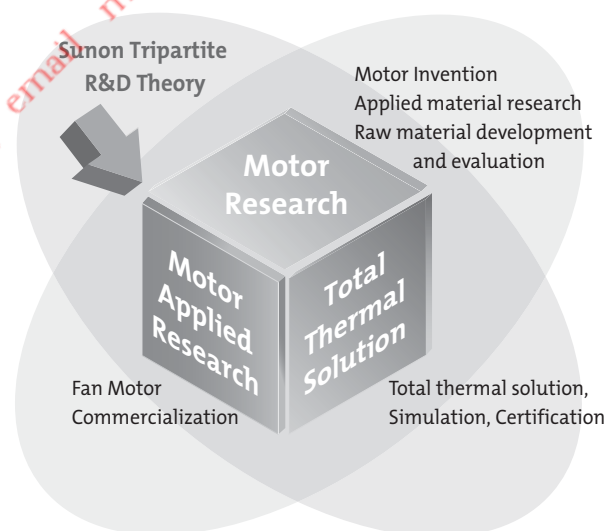 Sunon Tripartite
R&D Theory
Motor Invention
Applied material research
Raw material development
and evaluation
Motor
Research
Motor
Applied
Research
Total
Thermal
Solution
Fan Motor
Commercialization
Total thermal solution,
Simulation, Certification
email